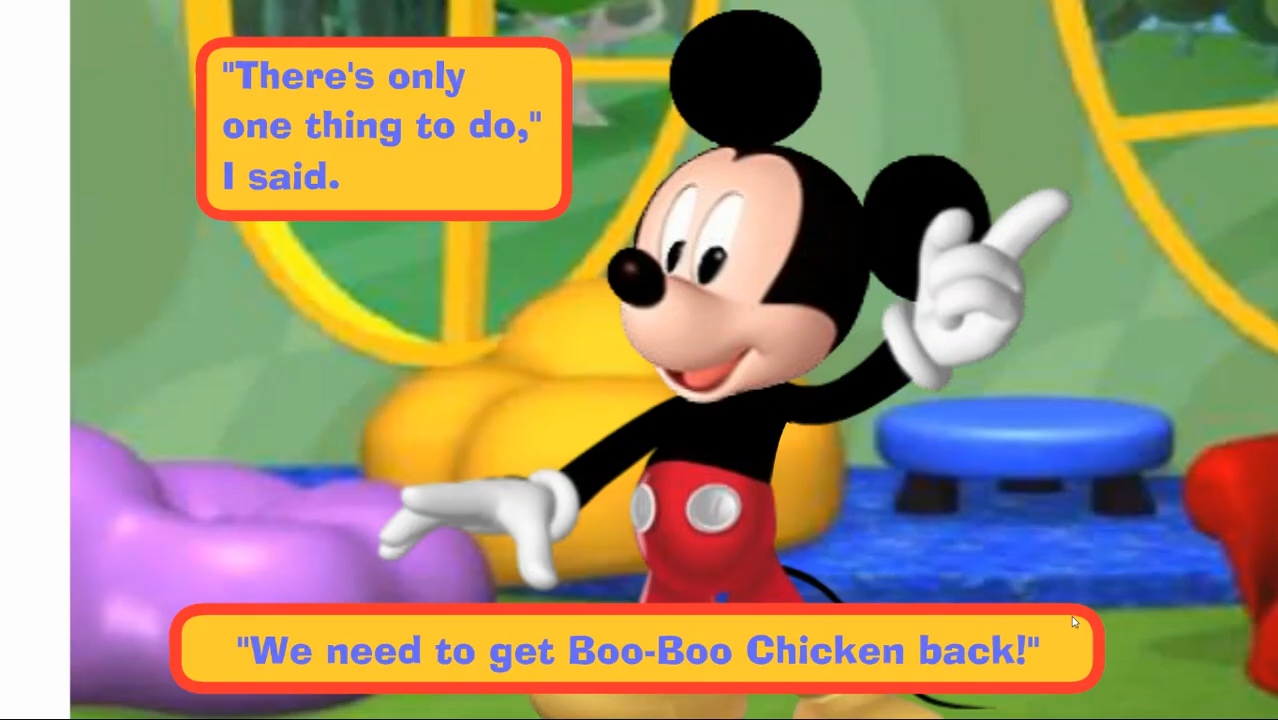 "There's only
one thing to do,"
I said.
"We need to get Boo-Boo Chicken back!"